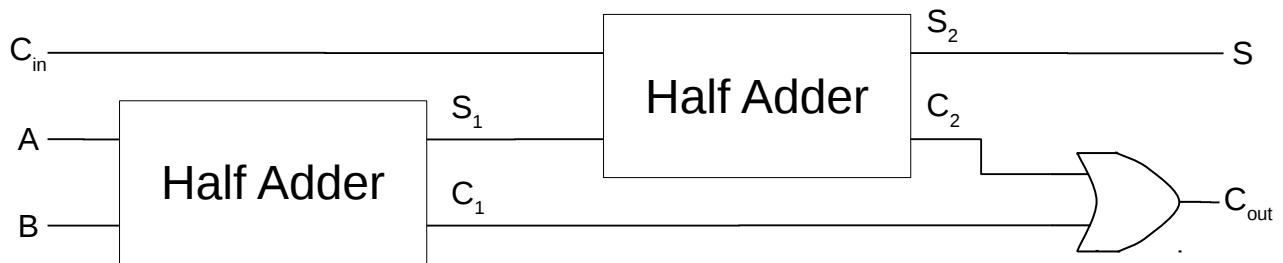 C_in
S_2
S
Half Adder
A
S_1
C_2
Half Adder
B
C_1
C_out